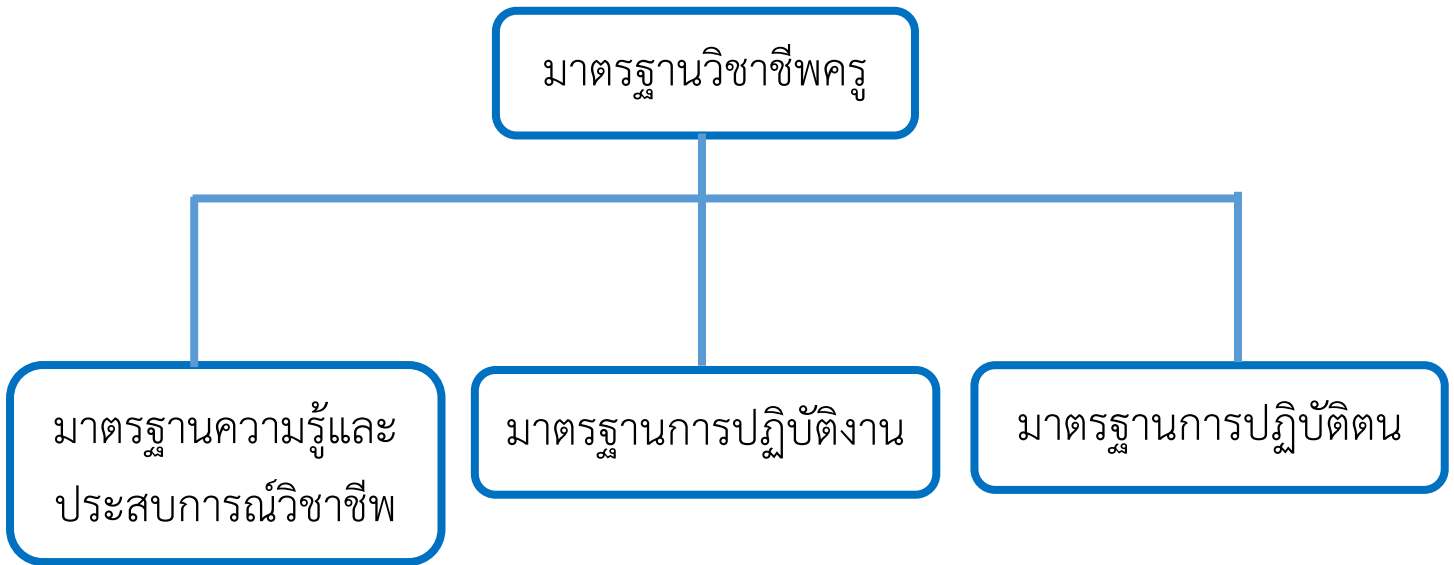 มาตรฐานวิชาชีพครู
มาตรฐานความรู้และ
ประสบการณ์วิชาชีพ
มาตรฐานการปฏิบัติงาน
มาตรฐานการปฏิบัติตน